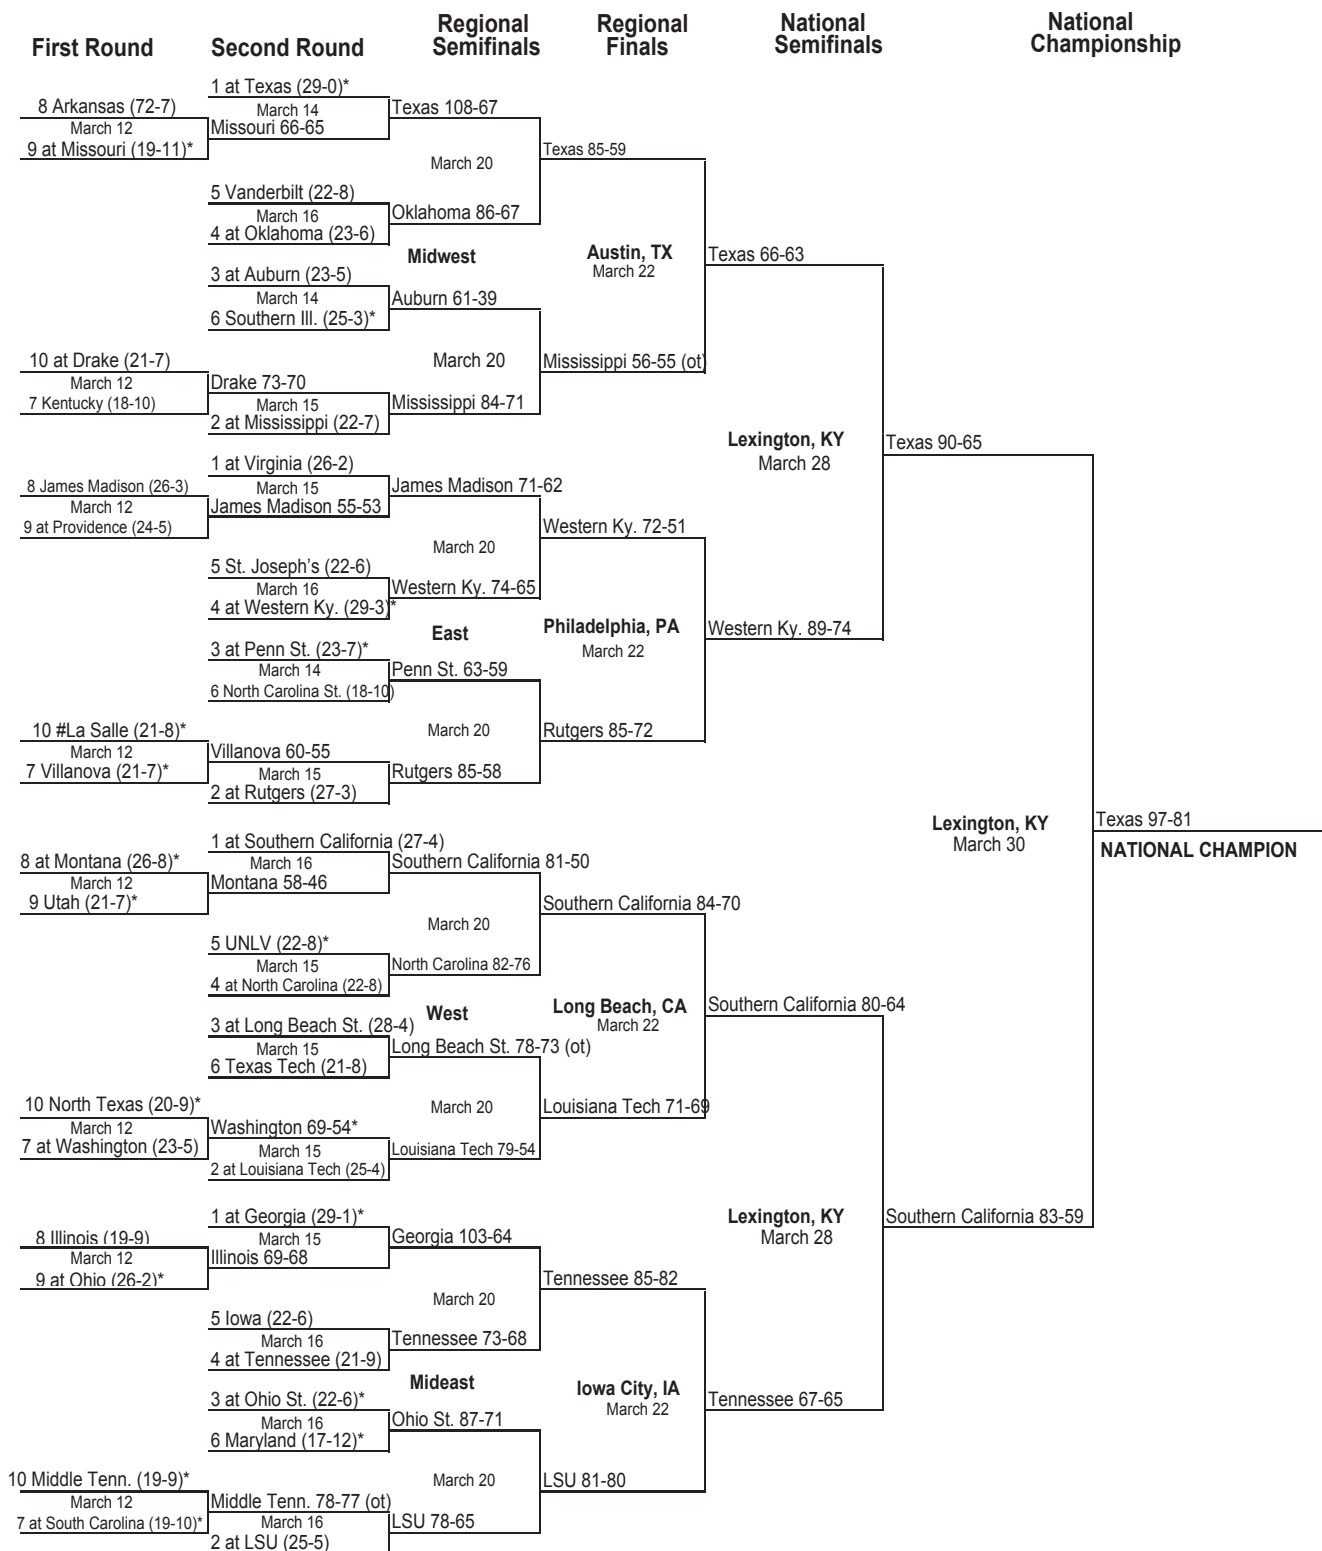 First Round
Second Round
Regional
Semifinals
Regional
Finals
National
Semifinals
National
Championship
1 at Texas (29-0)*
8 Arkansas (72-7)
March 14
Texas 108-67
March 12
Missouri 66-65
9 at Missouri (19-11)*
March 20
Texas 85-59
5 Vanderbilt (22-8)
March 16
Oklahoma 86-67
4 at Oklahoma (23-6)
Midwest
Austin, TX
March 22
Texas 66-63
3 at Auburn (23-5)
March 14
Auburn 61-39
6 Southern Ill. (25-3)*
10 at Drake (21-7)
March 20
Mississippi 56-55 (ot)
March 12
Drake 73-70
7 Kentucky (18-10)
March 15
Mississippi 84-71
2 at Mississippi (22-7)
Lexington, KY
March 28
Texas 90-65
1 at Virginia (26-2)
8 James Madison (26-3)
March 15
James Madison 71-62
March 12
James Madison 55-53
9 at Providence (24-5)
Western Ky. 72-51
March 20
5 St. Joseph's (22-6)
March 16
Western Ky. 74-65
4 at Western Ky. (29-3)*
East
Philadelphia, PA
March 22
Western Ky. 89-74
3 at Penn St. (23-7)*
March 14
Penn St. 63-59
6 North Carolina St. (18-10)
10 #La Salle (21-8)*
March 20
Rutgers 85-72
March 12
Villanova 60-55
7 Villanova (21-7)*
March 15
Rutgers 85-58
2 at Rutgers (27-3)
Lexington, KY
March 30
Texas 97-81
NATIONAL CHAMPION
1 at Southern California (27-4)
8 at Montana (26-8)*
March 16
Southern California 81-50
March 12
Montana 58-46
9 Utah (21-7)*
Southern California 84-70
March 20
5 UNLV (22-8)*
March 15
North Carolina 82-76
4 at North Carolina (22-8)
West
Long Beach, CA
March 22
Southern California 80-64
3 at Long Beach St. (28-4)
March 15
Long Beach St. 78-73 (ot)
6 Texas Tech (21-8)
10 North Texas (20-9)*
March 20
Louisiana Tech 71-69
March 12
Washington 69-54*
7 at Washington (23-5)
March 15
Louisiana Tech 79-54
2 at Louisiana Tech (25-4)
Lexington, KY
March 28
Southern California 83-59
1 at Georgia (29-1)*
8 Illinois (19-9)
March 15
Georgia 103-64
March 12
Illinois 69-68
9 at Ohio (26-2)*
Tennessee 85-82
March 20
5 Iowa (22-6)
March 16
Tennessee 73-68
4 at Tennessee (21-9)
Mideast
Iowa City, IA
March 22
Tennessee 67-65
3 at Ohio St. (22-6)*
March 16
Ohio St. 87-71
6 Maryland (17-12)*
10 Middle Tenn. (19-9)*
March 20
LSU 81-80
March 12
Middle Tenn. 78-77 (ot)
7 at South Carolina (19-10)*
March 16
LSU 78-65
2 at LSU (25-5)